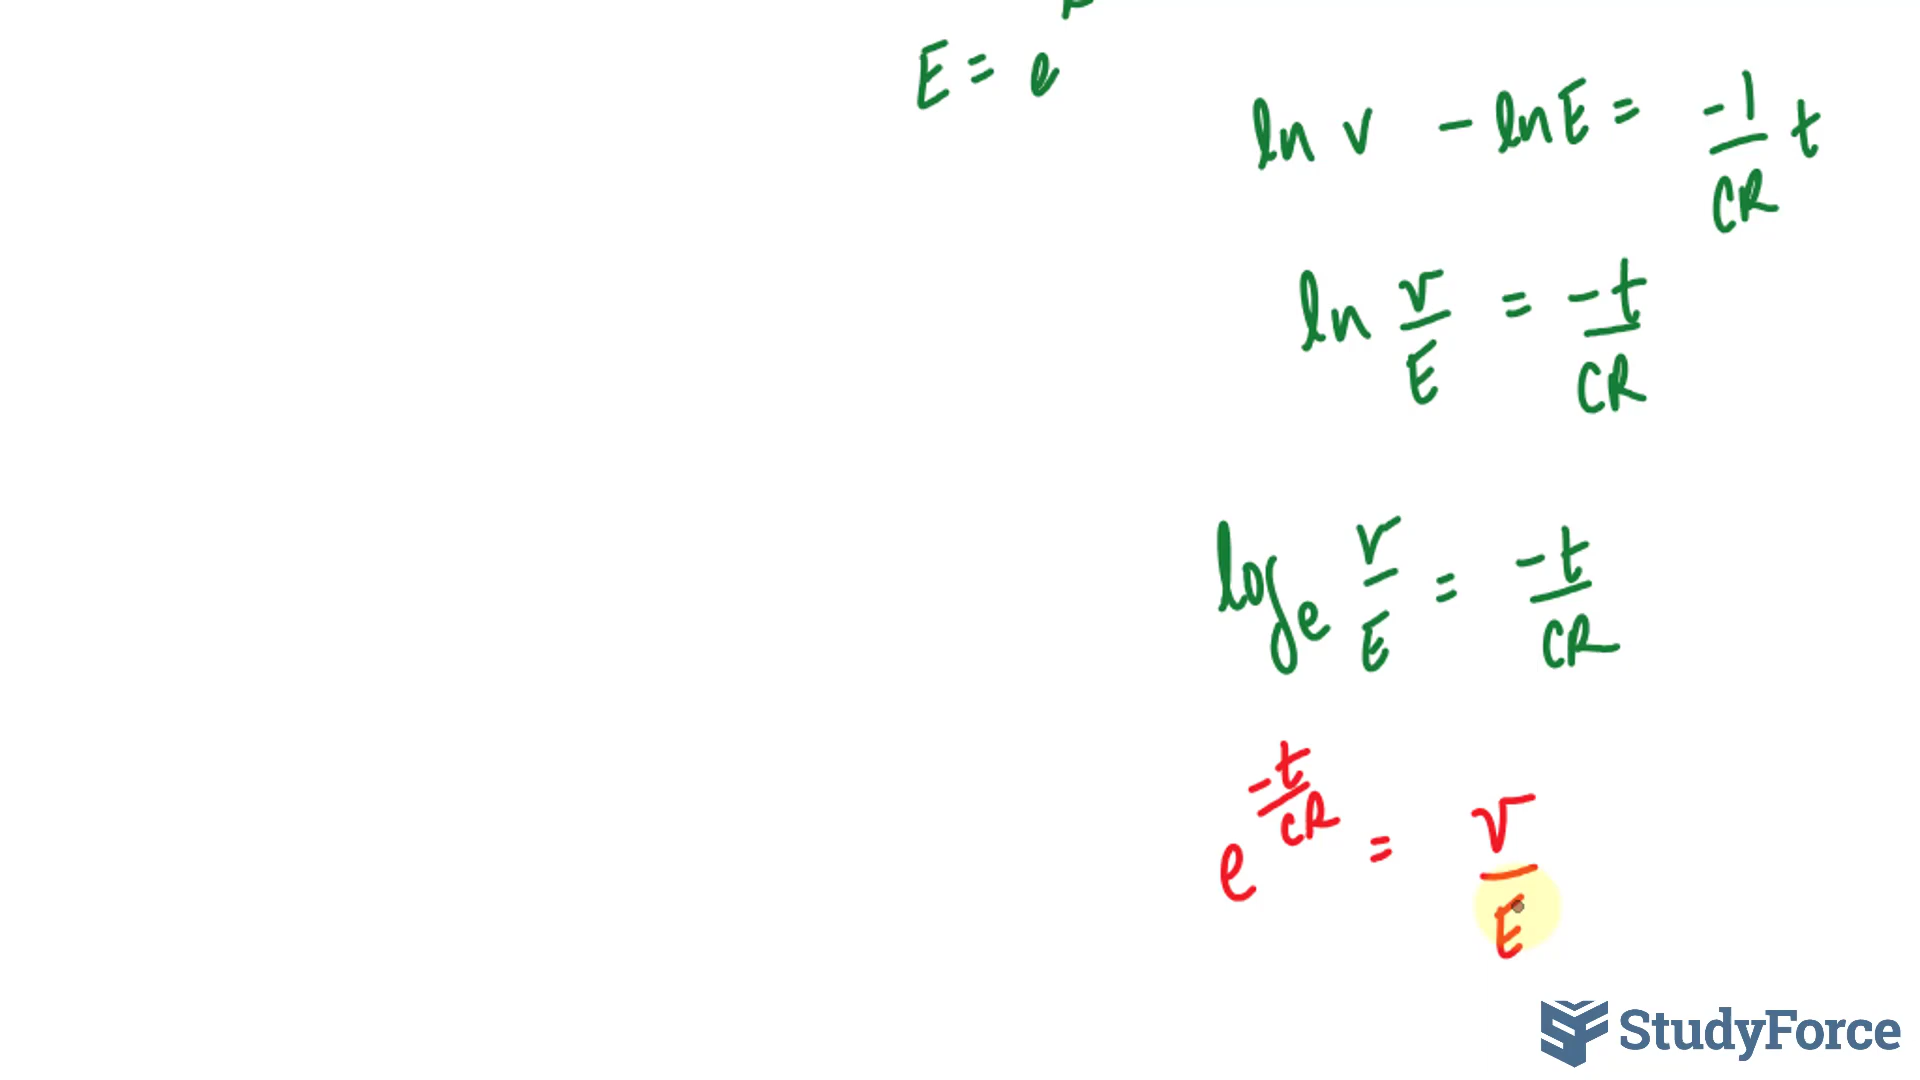 E = e
ln v - ln E = -1/CR t
ln v/E = -t/CR
log_e v/E = -t/CR
e^(-t/CR) = v/E
StudyForce